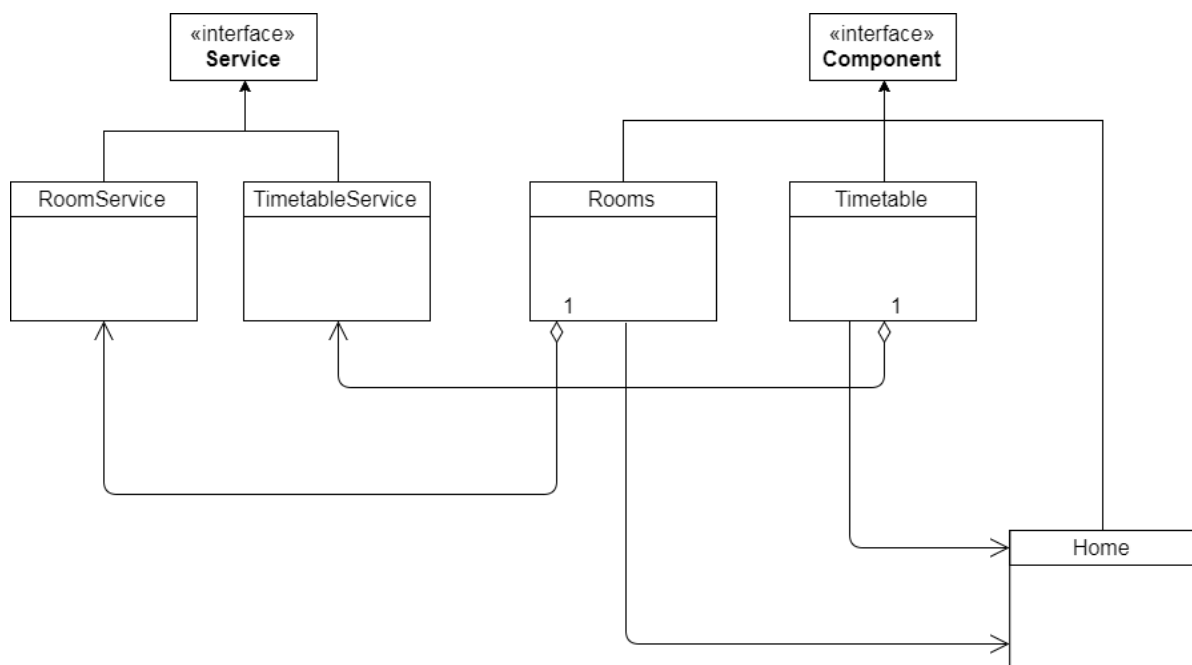 «interface»
Service
«interface»
Component
RoomService
TimetableService
Rooms
Timetable
1
1
Home